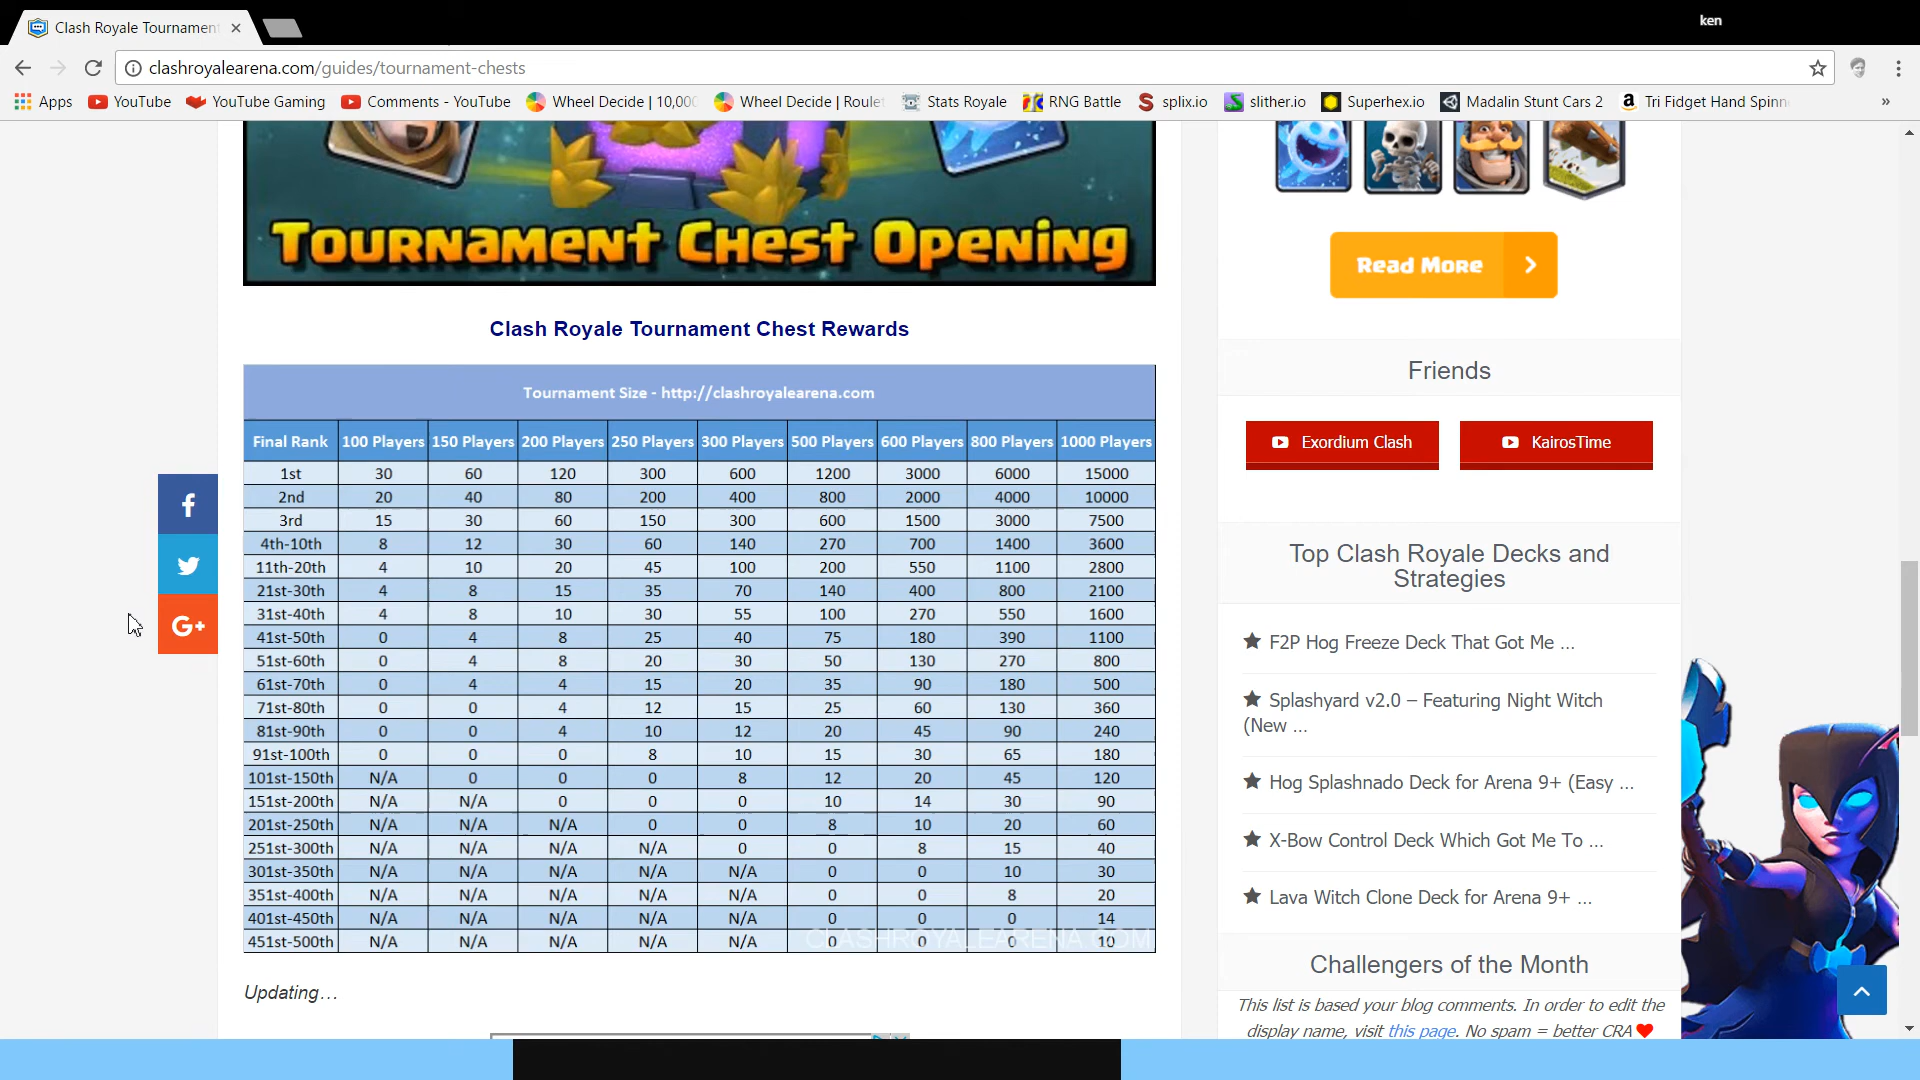 Clash Royale Tournament
ken
clashroyalearena.com/guides/tournament-chests
Apps YouTube YouTube Gaming Comments - YouTube Wheel Decide | 10,000 Wheel Decide | Roulet Stats Royale RNG Battle splix.io slither.io Superhex.io Madalin Stunt Cars 2 Tri Fidget Hand Spinn
Tournament Chest Opening
Clash Royale Tournament Chest Rewards
Tournament Size - http://clashroyalearena.com
Final Rank 100 Players 150 Players 200 Players 250 Players 300 Players 500 Players 600 Players 800 Players 1000 Players
1st 30 60 120 300 600 1200 3000 6000 15000
2nd 20 40 80 200 400 800 2000 4000 10000
3rd 15 30 60 150 300 600 1500 3000 7500
4th-10th 8 12 30 60 140 270 700 1400 3600
11th-20th 4 10 20 45 100 200 550 1100 2800
21st-30th 4 8 15 35 70 140 400 800 2100
31st-40th 4 8 10 30 55 100 270 550 1600
41st-50th 0 4 8 25 40 75 180 390 1100
51st-60th 0 4 8 20 30 50 130 270 800
61st-70th 0 4 4 15 20 35 90 180 500
71st-80th 0 0 4 12 15 25 60 130 360
81st-90th 0 0 4 10 12 20 45 90 240
91st-100th 0 0 0 8 10 15 30 65 180
101st-150th N/A 0 0 0 8 12 20 45 120
151st-200th N/A N/A 0 0 0 10 14 30 90
201st-250th N/A N/A N/A 0 0 8 10 20 60
251st-300th N/A N/A N/A N/A 0 0 8 15 40
301st-350th N/A N/A N/A N/A N/A 0 0 10 30
351st-400th N/A N/A N/A N/A N/A 0 0 8 20
401st-450th N/A N/A N/A N/A N/A 0 0 0 14
451st-500th N/A N/A N/A N/A N/A 0 0 0 10
CLASHROYALEARENA.COM
Updating...
f
G+
Read More
Friends
Exordium Clash KairosTime
Top Clash Royale Decks and
Strategies
F2P Hog Freeze Deck That Got Me ...
Splashyard v2.0 – Featuring Night Witch
(New ...
Hog Splashnado Deck for Arena 9+ (Easy ...
X-Bow Control Deck Which Got Me To ...
Lava Witch Clone Deck for Arena 9+ ...
Challengers of the Month
This list is based your blog comments. In order to edit the
display name, visit this page. No spam = better CRA